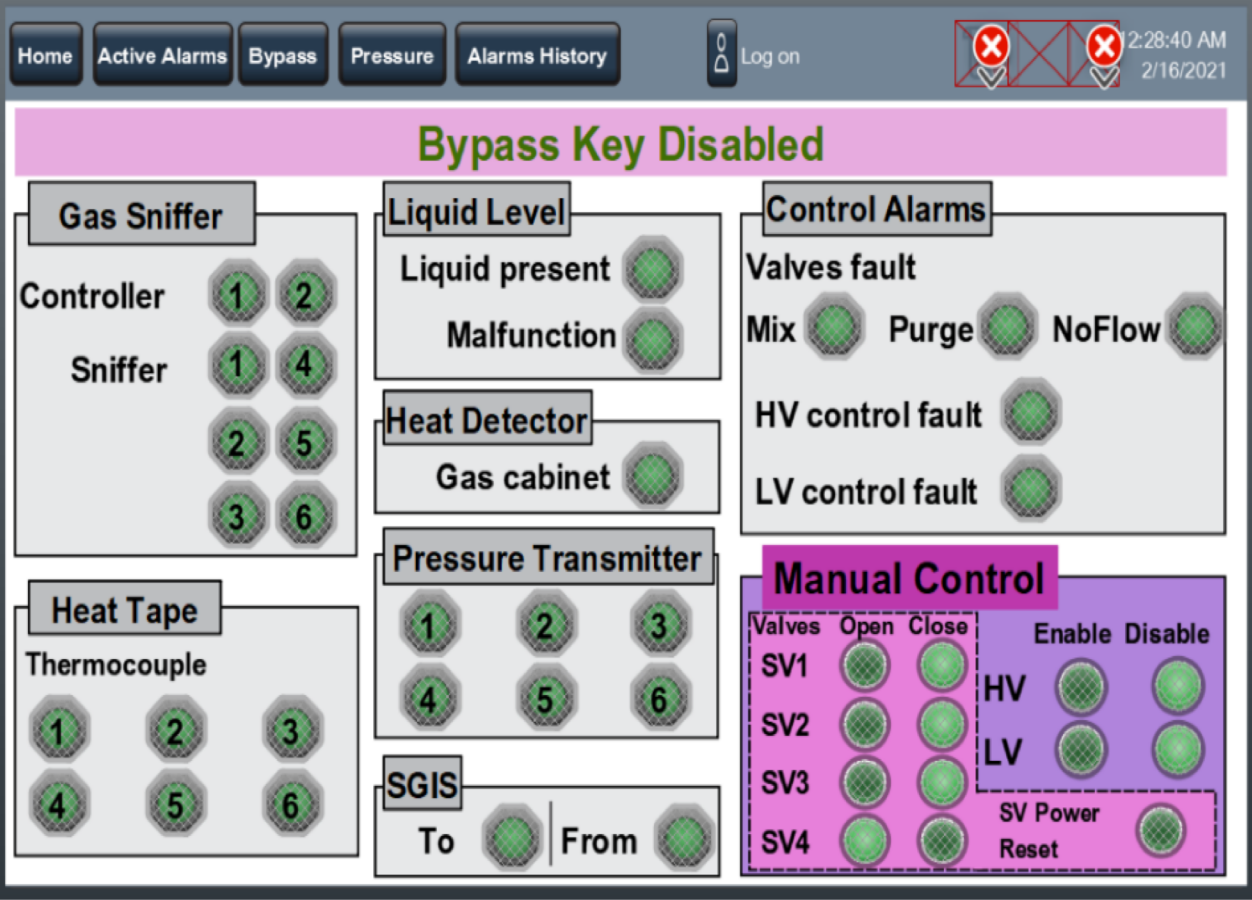 Home
Active Alarms
Bypass
Pressure
Alarms History
Log on
2:28:40 AM
2/16/2021
Bypass Key Disabled
Gas Sniffer
Controller 1 2
Sniffer 1 4
2 5
3 6
Heat Tape
Thermocouple
1 2 3
4 5 6
Liquid Level
Liquid present
Malfunction
Heat Detector
Gas cabinet
Pressure Transmitter
1 2 3
4 5 6
SGIS
To From
Control Alarms
Valves fault
Mix Purge NoFlow
HV control fault
LV control fault
Manual Control
Valves Open Close
SV1
SV2
SV3
SV4
Enable Disable
HV
LV
SV Power
Reset